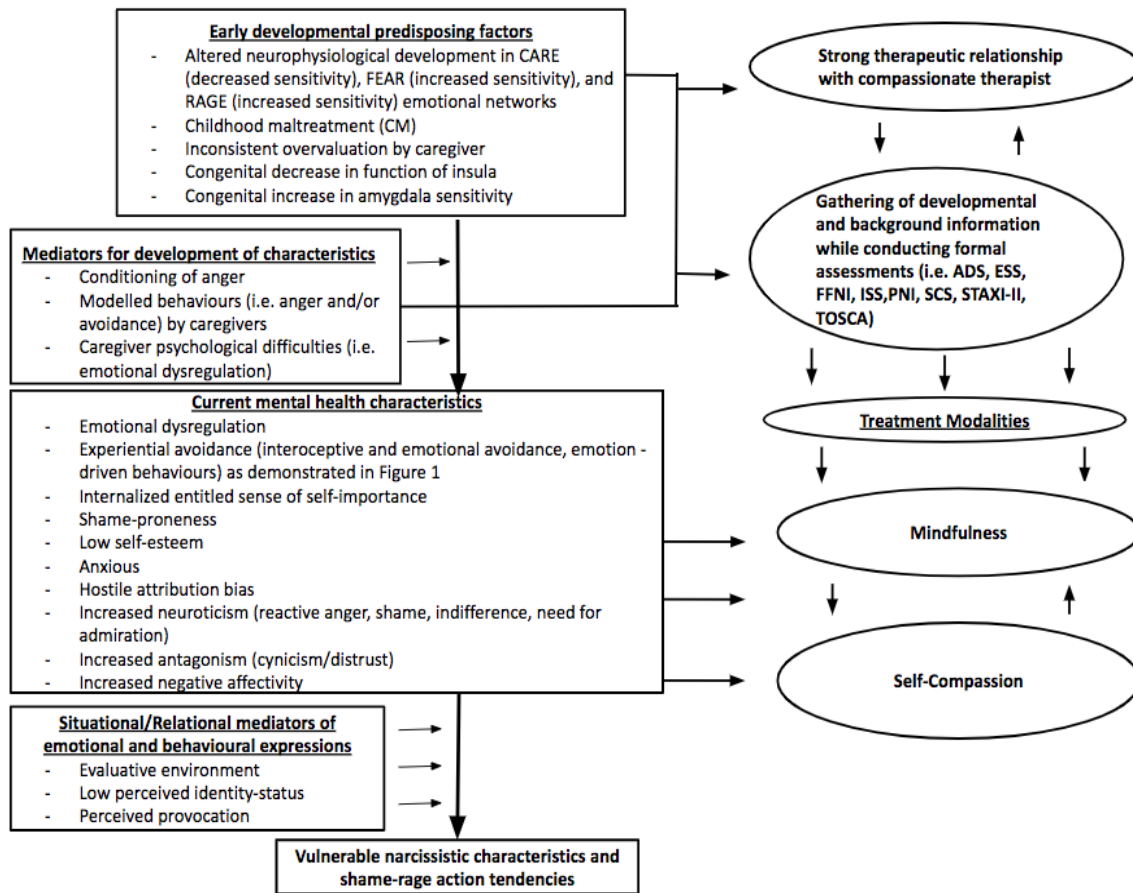 Early developmental predisposing factors
- Altered neurophysiological development in CARE
(decreased sensitivity), FEAR (increased sensitivity), and
RAGE (increased sensitivity) emotional networks
- Childhood maltreatment (CM)
- Inconsistent overvaluation by caregiver
- Congenital decrease in function of insula
- Congenital increase in amygdala sensitivity
Mediators for development of characteristics
- Conditioning of anger
- Modelled behaviours (i.e. anger and/or
avoidance) by caregivers
- Caregiver psychological difficulties (i.e.
emotional dysregulation)
Current mental health characteristics
- Emotional dysregulation
- Experiential avoidance (interoceptive and emotional avoidance, emotion -
driven behaviours) as demonstrated in Figure 1
- Internalized entitled sense of self-importance
- Shame-proneness
- Low self-esteem
- Anxious
- Hostile attribution bias
- Increased neuroticism (reactive anger, shame, indifference, need for
admiration)
- Increased antagonism (cynicism/distrust)
- Increased negative affectivity
Situational/Relational mediators of
emotional and behavioural expressions
- Evaluative environment
- Low perceived identity-status
- Perceived provocation
Vulnerable narcissistic characteristics and
shame-rage action tendencies
Strong therapeutic relationship
with compassionate therapist
Gathering of developmental
and background information
while conducting formal
assessments (i.e. ADS, ESS,
FFNI, ISS,PNI, SCS, STAXI-II,
TOSCA)
Treatment Modalities
Mindfulness
Self-Compassion